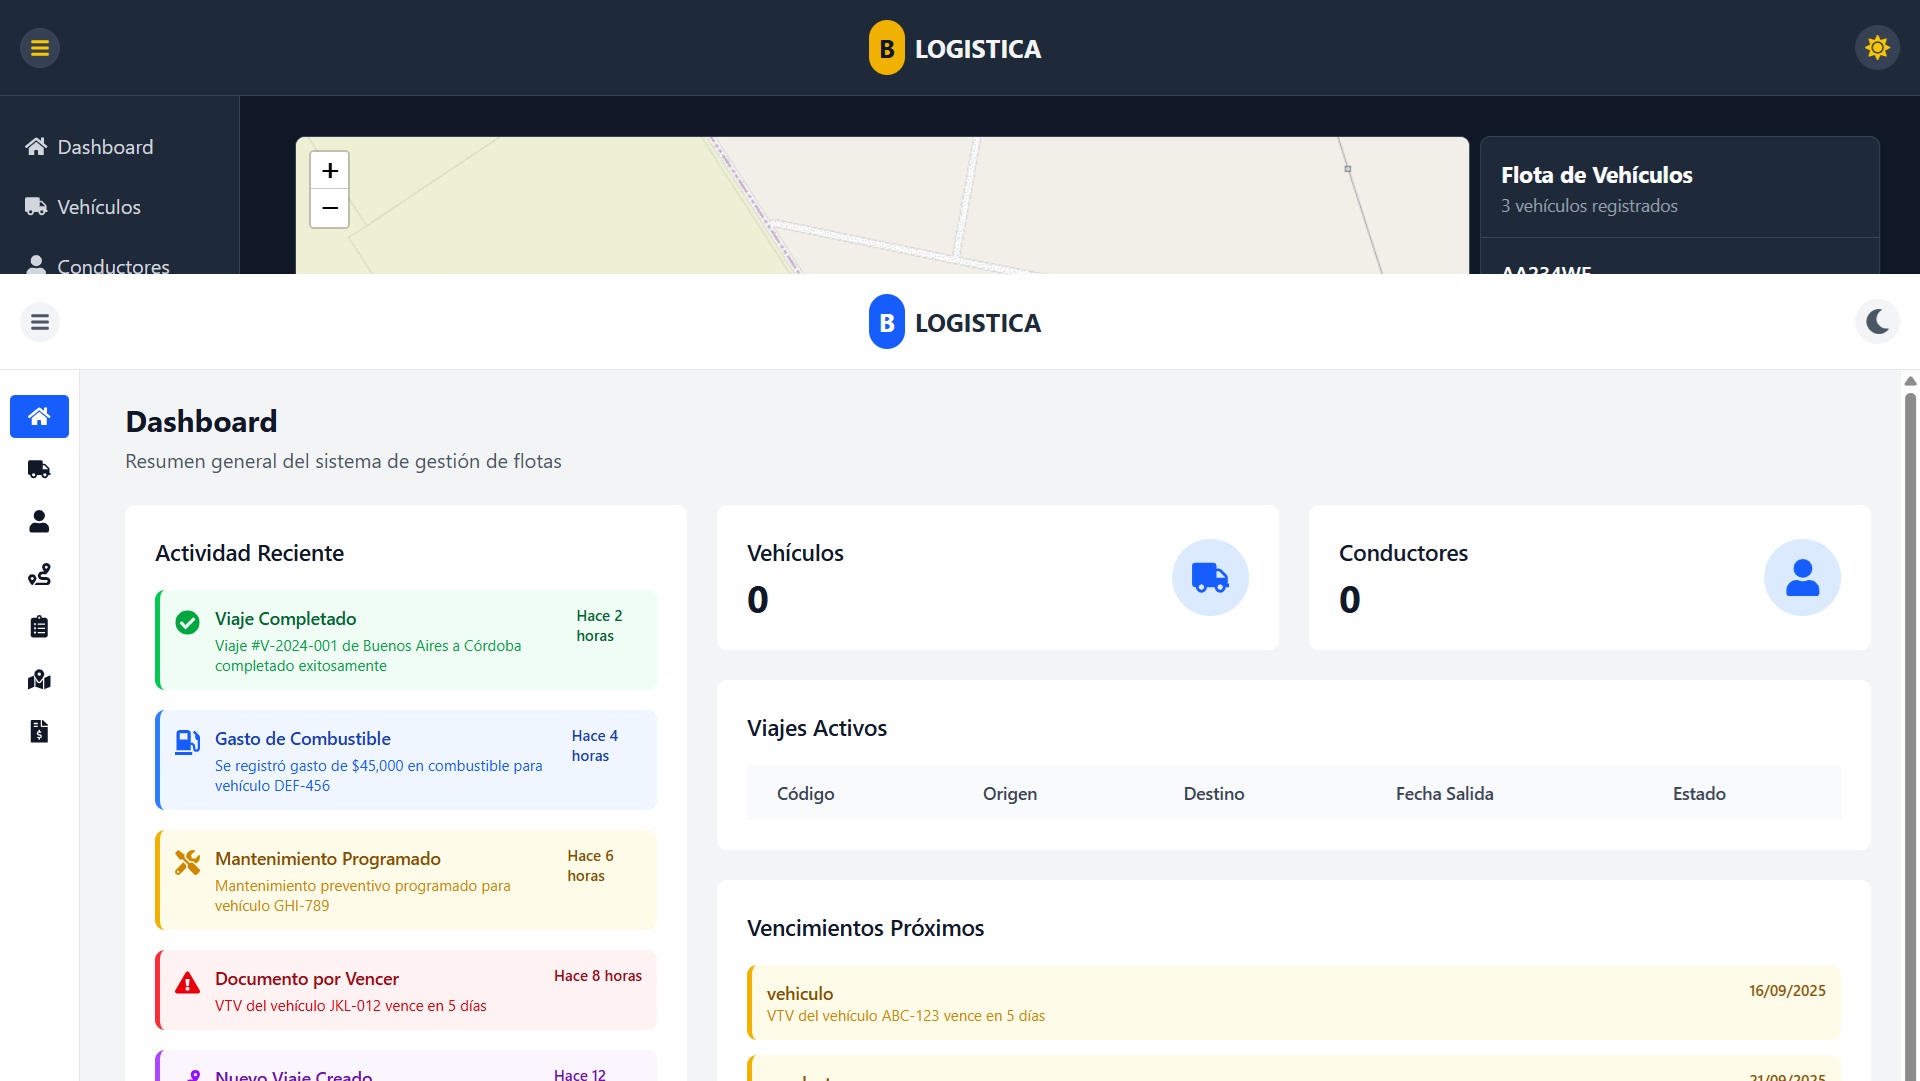 B LOGISTICA
Dashboard
Vehículos
Conductores
+
−
Flota de Vehículos
3 vehículos registrados
AA234WE
B LOGISTICA
Dashboard
Resumen general del sistema de gestión de flotas
Actividad Reciente
Viaje Completado
Hace 2 horas
Viaje #V-2024-001 de Buenos Aires a Córdoba
completado exitosamente
Gasto de Combustible
Hace 4 horas
Se registró gasto de $45,000 en combustible para
vehículo DEF-456
Mantenimiento Programado
Hace 6 horas
Mantenimiento preventivo programado para
vehículo GHI-789
Documento por Vencer
Hace 8 horas
VTV del vehículo JKL-012 vence en 5 días
Nuevo Viaje Creado
Hace 12
Vehículos
0
Conductores
0
Viajes Activos
Código Origen Destino Fecha Salida Estado
Vencimientos Próximos
vehiculo
16/09/2025
VTV del vehículo ABC-123 vence en 5 días
21/09/2025